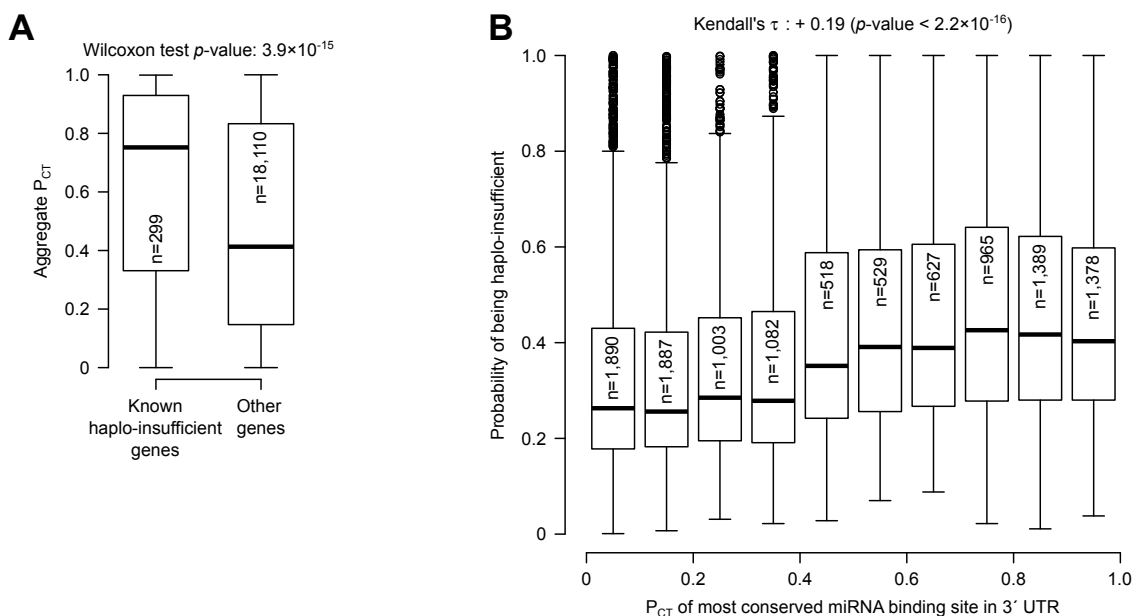 A
Wilcoxon test p-value: 3.9×10⁻¹⁵
Aggregate P_CT
1.0
0.8
0.6
0.4
0.2
0
n=299
n=18,110
Known
haplo-insufficient
genes
Other
genes
B
Kendall's τ : + 0.19 (p-value < 2.2×10⁻¹⁶)
Probability of being haplo-insufficient
1.0
0.8
0.6
0.4
0.2
0
n=1,890
n=1,887
n=1,003
n=1,082
n=518
n=529
n=627
n=965
n=1,389
n=1,378
0 0.2 0.4 0.6 0.8 1.0
P_CT of most conserved miRNA binding site in 3´ UTR